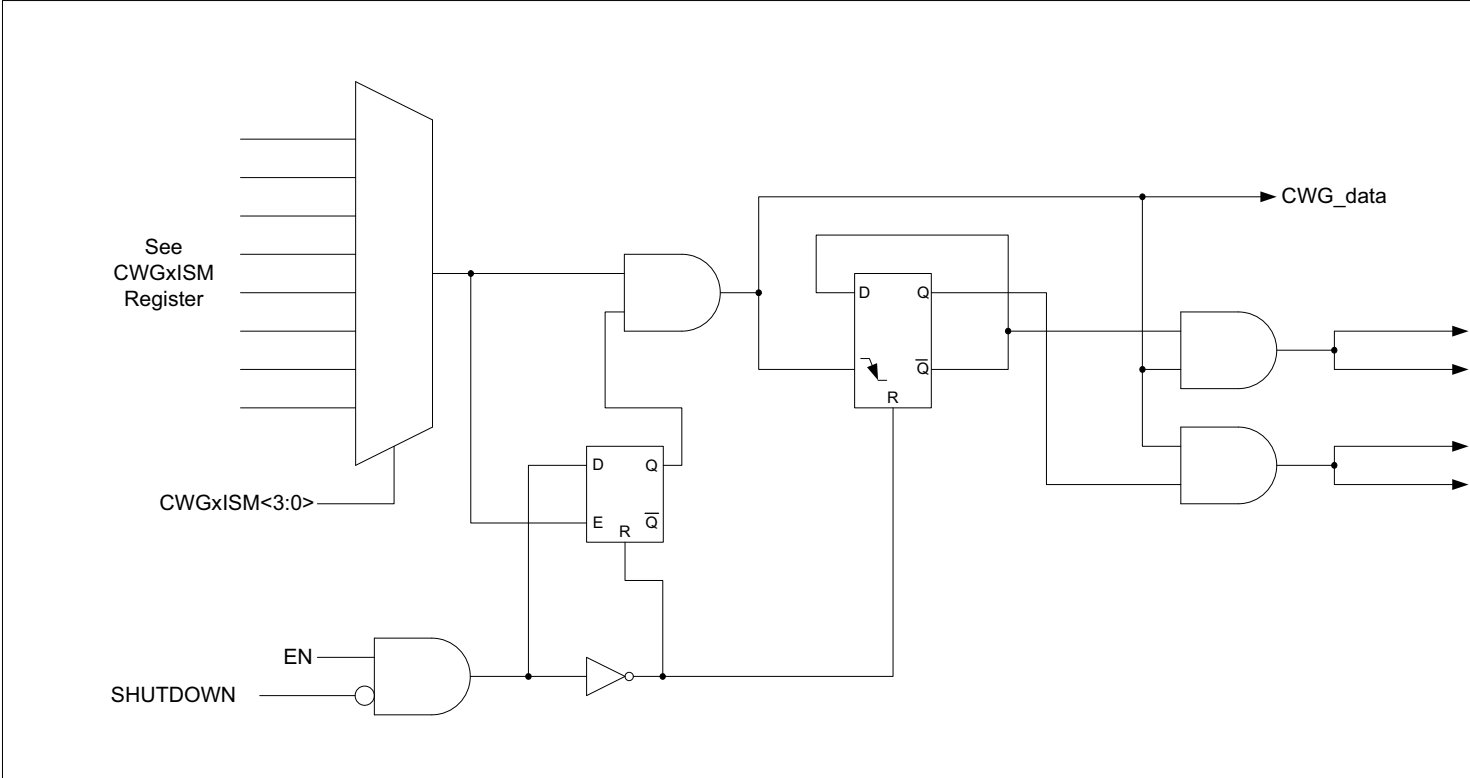 CWG_data
See
CWGxISM
Register
D Q
Q̅
R
D Q
E Q̅
R
CWGxISM<3:0>
EN
SHUTDOWN